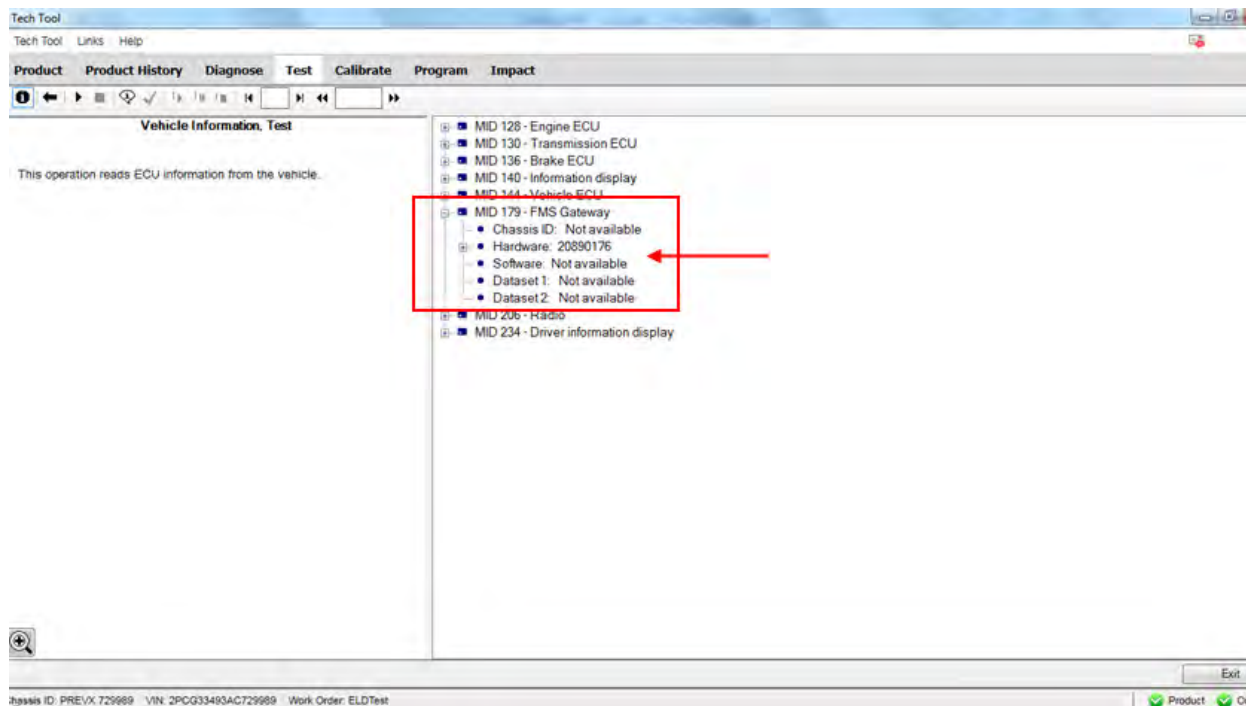 Tech Tool
Tech Tool Links Help
Product Product History Diagnose Test Calibrate Program Impact
Vehicle Information, Test
This operation reads ECU information from the vehicle.
MID 128 - Engine ECU
MID 130 - Transmission ECU
MID 136 - Brake ECU
MID 140 - Information display
MID 144 - Vehicle ECU
MID 179 - FMS Gateway
Chassis ID: Not available
Hardware: 20890176
Software: Not available
Dataset 1: Not available
Dataset 2: Not available
MID 206 - Radio
MID 234 - Driver information display
Exit
Chassis ID: PREVX 729989 VIN: 2PCG33493AC729989 Work Order: ELDTest
Product